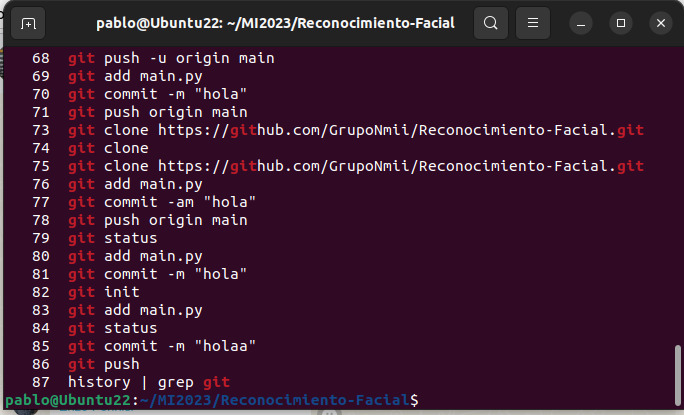 pablo@Ubuntu22: ~/MI2023/Reconocimiento-Facial
68 git push -u origin main
69 git add main.py
70 git commit -m "hola"
71 git push origin main
73 git clone https://github.com/GrupoNmii/Reconocimiento-Facial.git
74 git clone
75 git clone https://github.com/GrupoNmii/Reconocimiento-Facial.git
76 git add main.py
77 git commit -am "hola"
78 git push origin main
79 git status
80 git add main.py
81 git commit -m "hola"
82 git init
83 git add main.py
84 git status
85 git commit -m "holaa"
86 git push
87 history | grep git
pablo@Ubuntu22:~/MI2023/Reconocimiento-Facial$